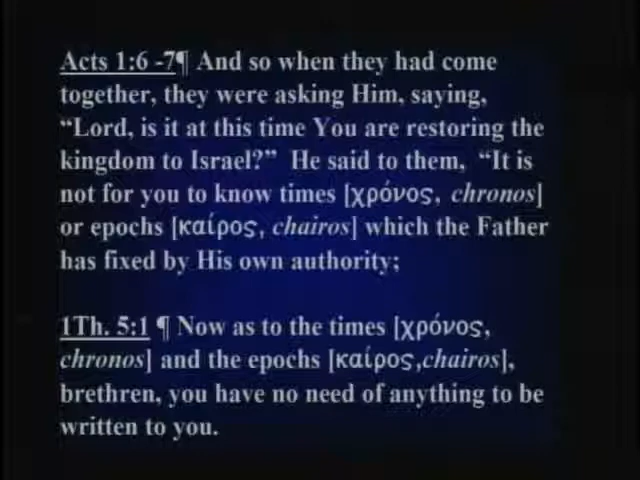 Acts 1:6 -7¶ And so when they had come
together, they were asking Him, saying,
“Lord, is it at this time You are restoring the
kingdom to Israel?” He said to them, “It is
not for you to know times [χρόνος, chronos]
or epochs [καίρος, chairos] which the Father
has fixed by His own authority;
1Th. 5:1 ¶ Now as to the times [χρόνος,
chronos] and the epochs [καίρος,chairos],
brethren, you have no need of anything to be
written to you.